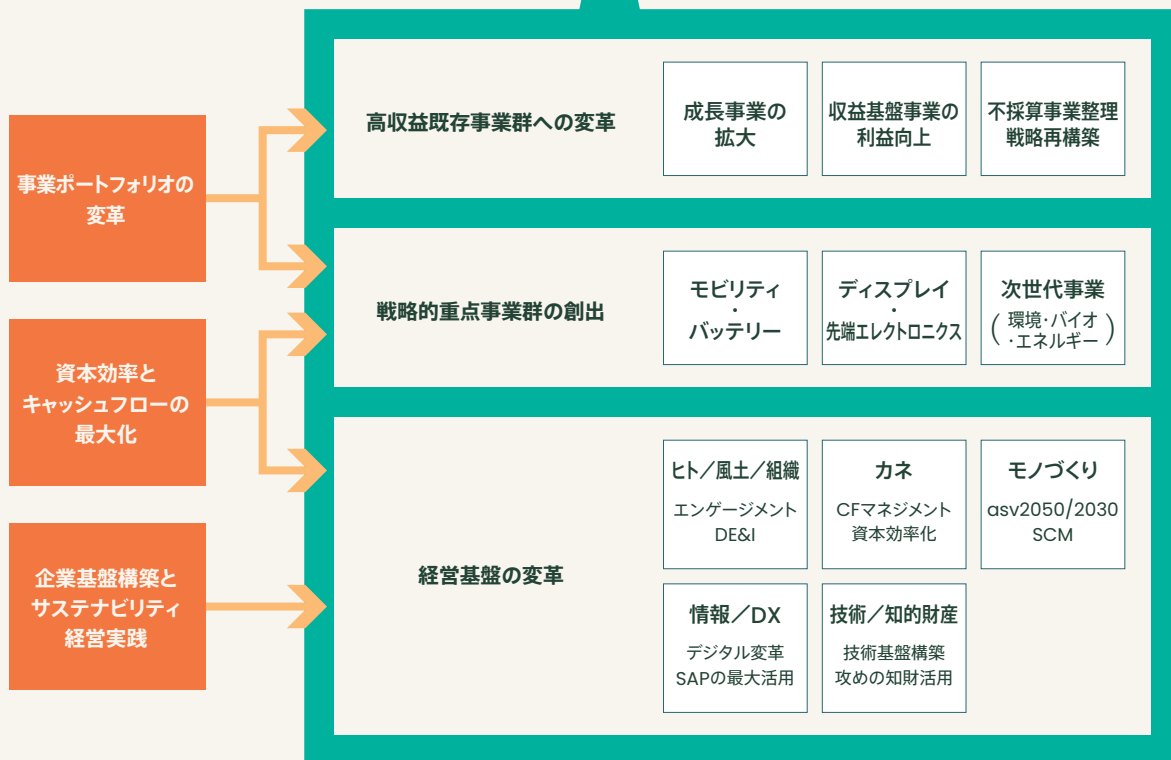 事業ポートフォリオの
変革
資本効率と
キャッシュフローの
最大化
企業基盤構築と
サステナビリティ
経営実践
高収益既存事業群への変革
成長事業の
拡大
収益基盤事業の
利益向上
不採算事業整理
戦略再構築
戦略的重点事業群の創出
モビリティ
・
バッテリー
ディスプレイ
・
先端エレクトロニクス
次世代事業
(環境・バイオ
・エネルギー)
経営基盤の変革
ヒト／風土／組織
エンゲージメント
DE&I
カネ
CFマネジメント
資本効率化
モノづくり
asv2050/2030
SCM
情報／DX
デジタル変革
SAPの最大活用
技術／知的財産
技術基盤構築
攻めの知財活用